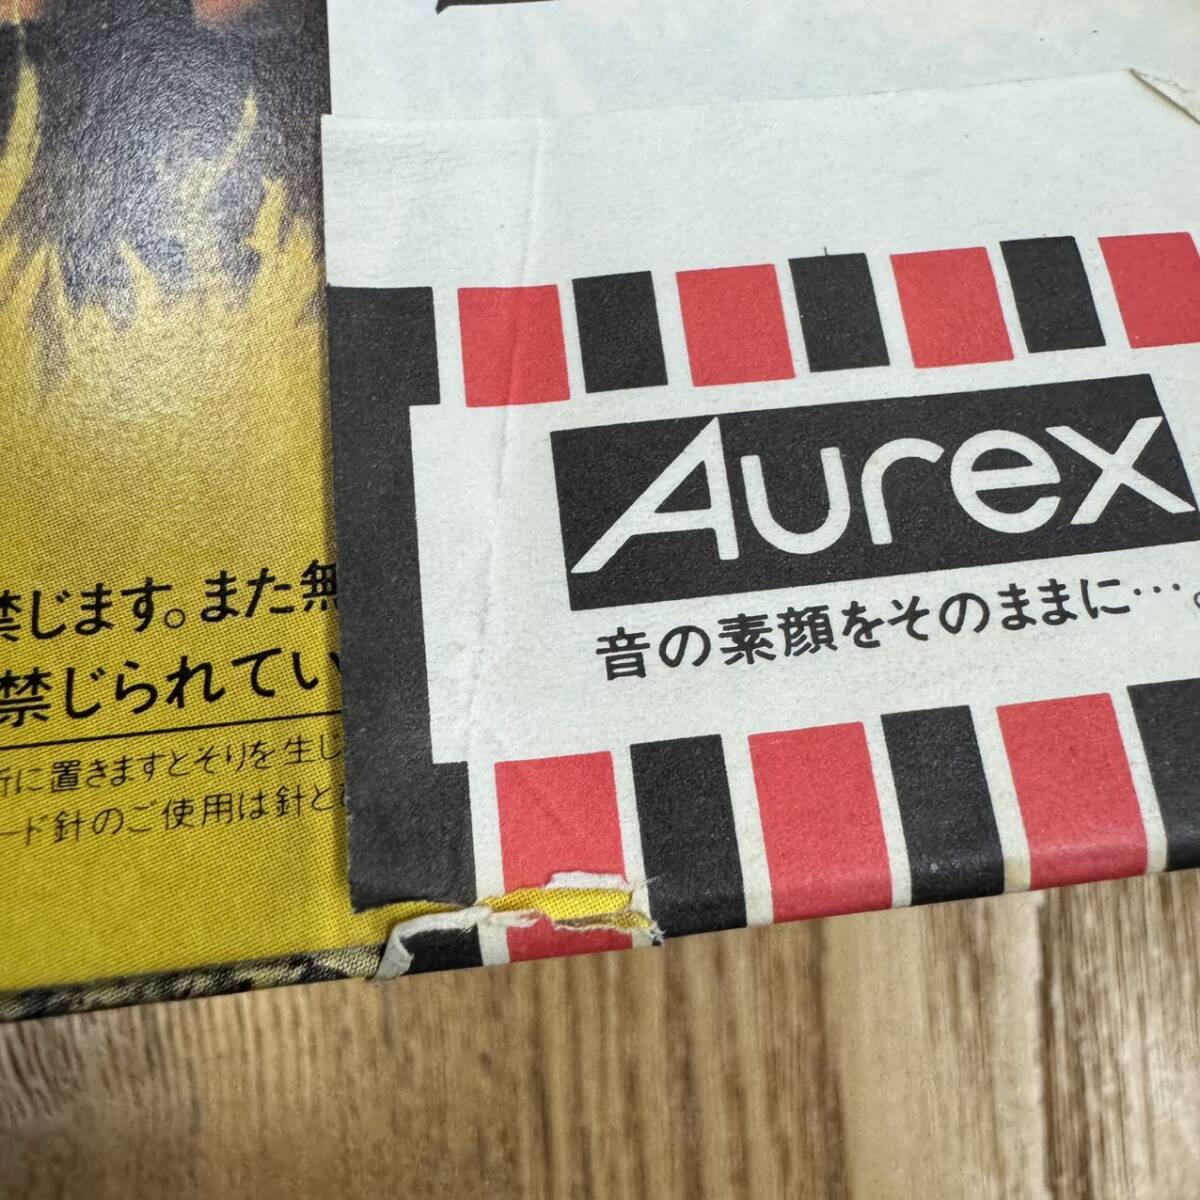 禁じます。また無
禁じられてい
所に置きますとそりを生じ
ード針のご使用は針と
Aurex
音の素顔をそのままに…。